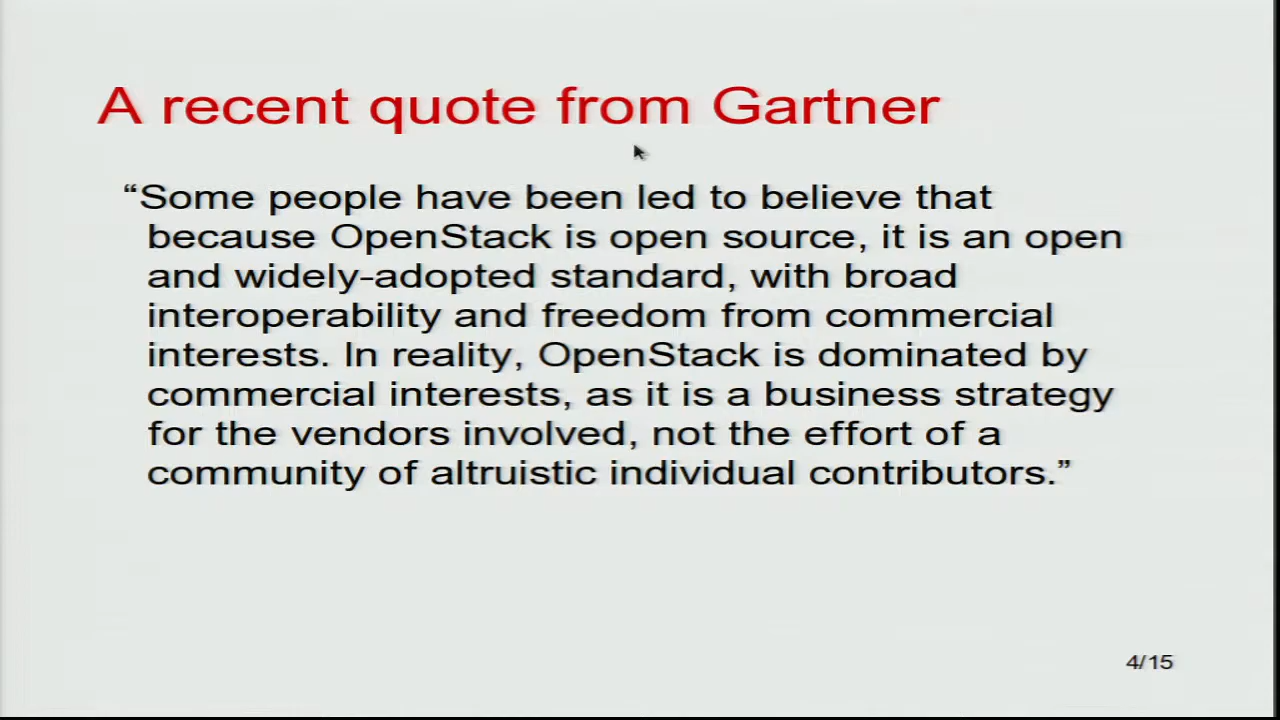 A recent quote from Gartner
“Some people have been led to believe that
because OpenStack is open source, it is an open
and widely-adopted standard, with broad
interoperability and freedom from commercial
interests. In reality, OpenStack is dominated by
commercial interests, as it is a business strategy
for the vendors involved, not the effort of a
community of altruistic individual contributors.”
4/15